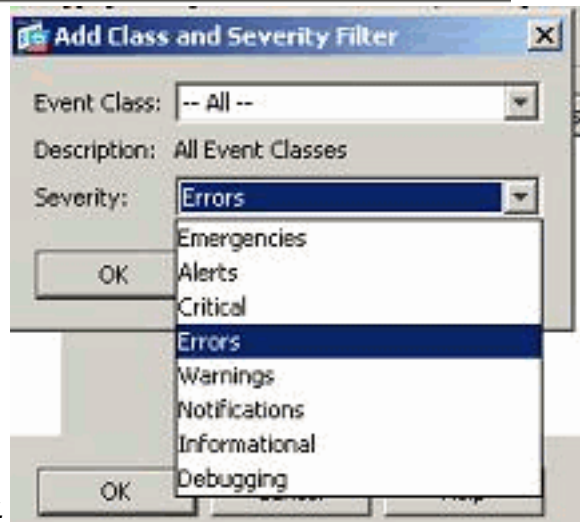 Add Class and Severity Filter
Event Class: -- All --
Description: All Event Classes
Severity: Errors
Emergencies
OK Alerts
Critical
Errors
Warnings
Notifications
Informational
OK Debugging